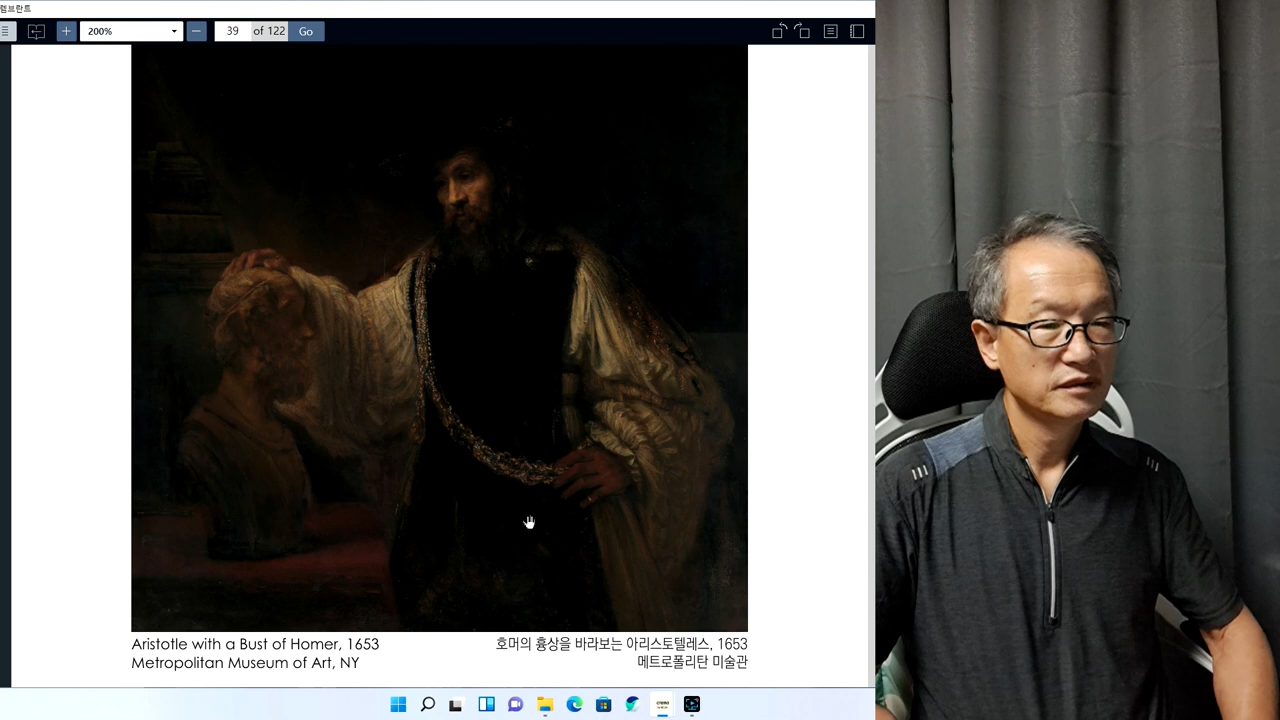 렘브란트
200%
39 of 122 Go
Aristotle with a Bust of Homer, 1653
Metropolitan Museum of Art, NY
호머의 흉상을 바라보는 아리스토텔레스, 1653
메트로폴리탄 미술관